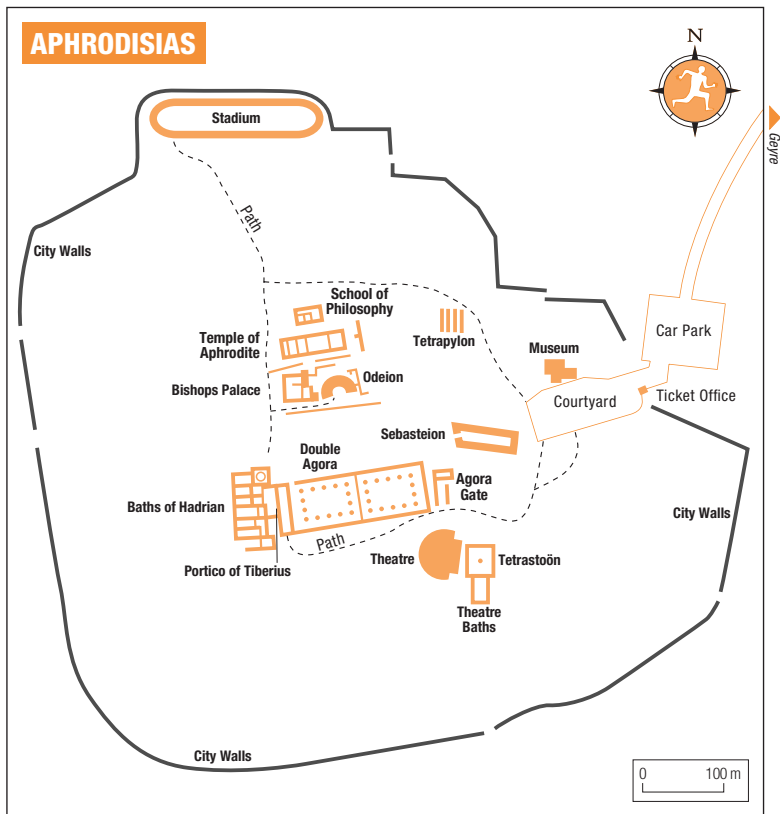 APHRODISIAS
N
Geyre
Stadium
Path
City Walls
School of
Philosophy
Temple of
Aphrodite
Tetrapylon
Museum
Car Park
Bishops Palace
Odeion
Courtyard
Ticket Office
Sebasteion
Double
Agora
Agora
Gate
Baths of Hadrian
City Walls
Path
Portico of Tiberius
Theatre
Tetrastoön
Theatre
Baths
City Walls
0 100 m